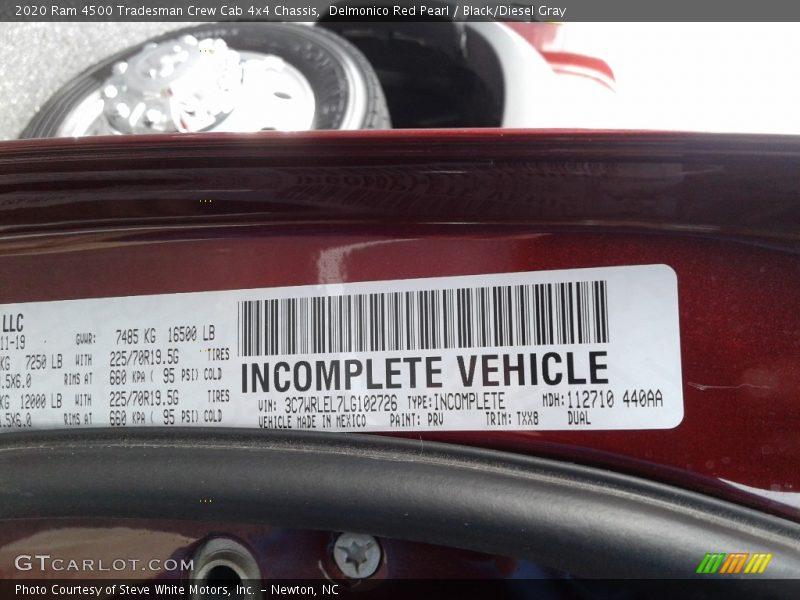 2020 Ram 4500 Tradesman Crew Cab 4x4 Chassis,  Delmonico Red Pearl / Black/Diesel Gray
LLC
11-19 GVWR: 7485 KG 16500 LB
KG 7250 LB WITH 225/70R19.5G TIRES
.5X6.0 RIMS AT 660 KPA ( 95 PSI) COLD
KG 12000 LB WITH 225/70R19.5G TIRES
.5X6.0 RIMS AT 660 KPA ( 95 PSI) COLD
INCOMPLETE VEHICLE
VIN: 3C7WRLEL7LG102726 TYPE:INCOMPLETE MDH:112710 440AA
VEHICLE MADE IN MEXICO PAINT: PRV TRIM: TXX8 DUAL
GTCARLOT.COM
Photo Courtesy of Steve White Motors, Inc. – Newton, NC